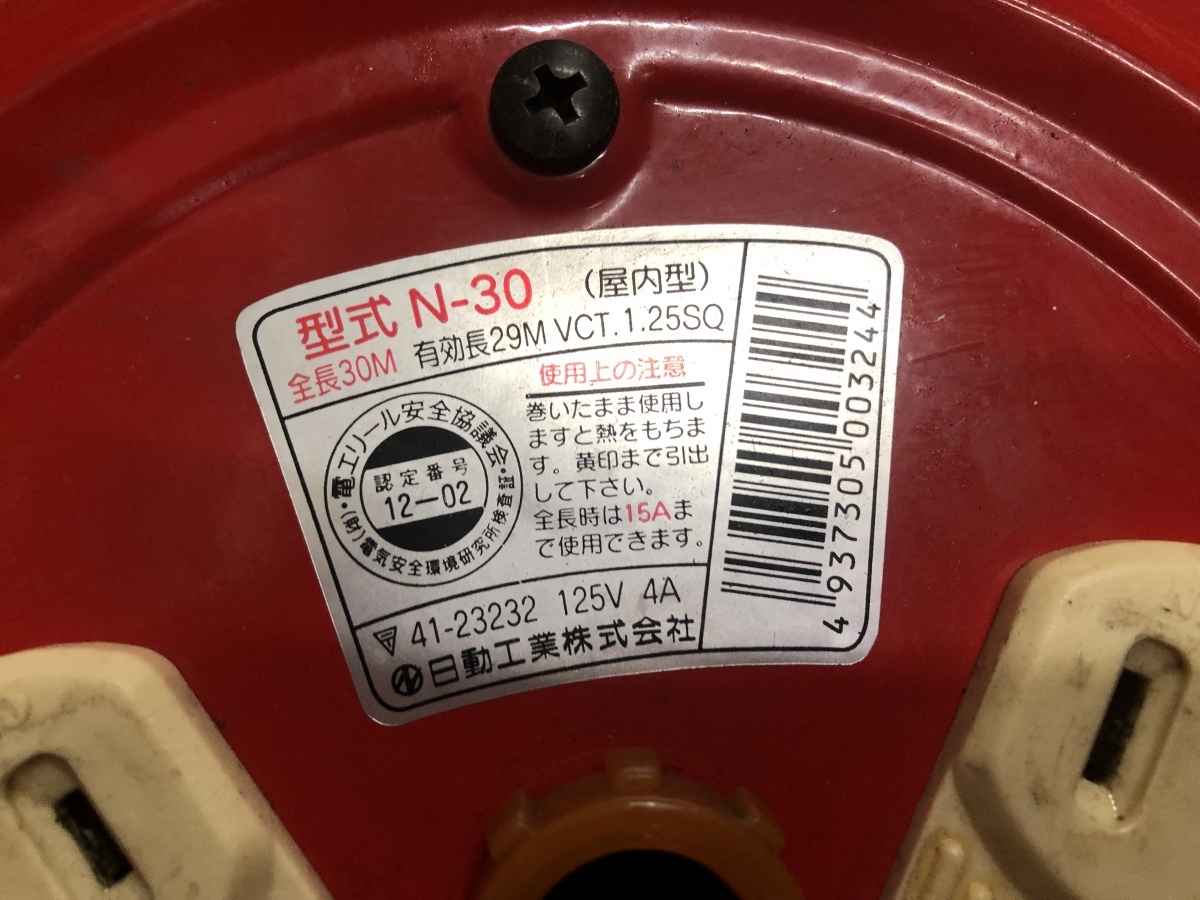 型式 N-30 (屋内型)
全長30M 有効長29M VCT.1.25SQ
・電工リール安全協議会・
(財)電気安全環境研究所検査証
認定番号
12-02
使用上の注意
巻いたまま使用し
ますと熱をもちま
す。黄印まで引出
して下さい。
全長時は15Aま
で使用できます。
41-23232 125V 4A
日動工業株式会社
4 937305 003244